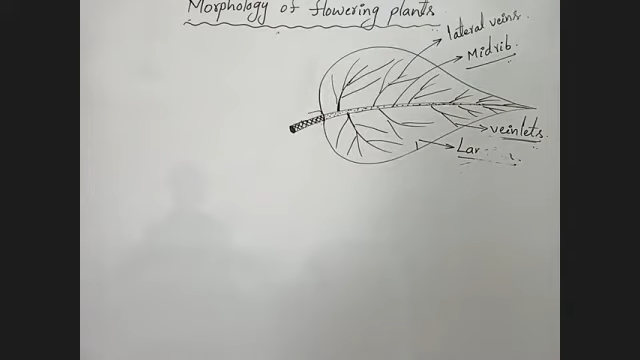 Morphology of flowering plants
lateral veins
Midrib.
veinlets.